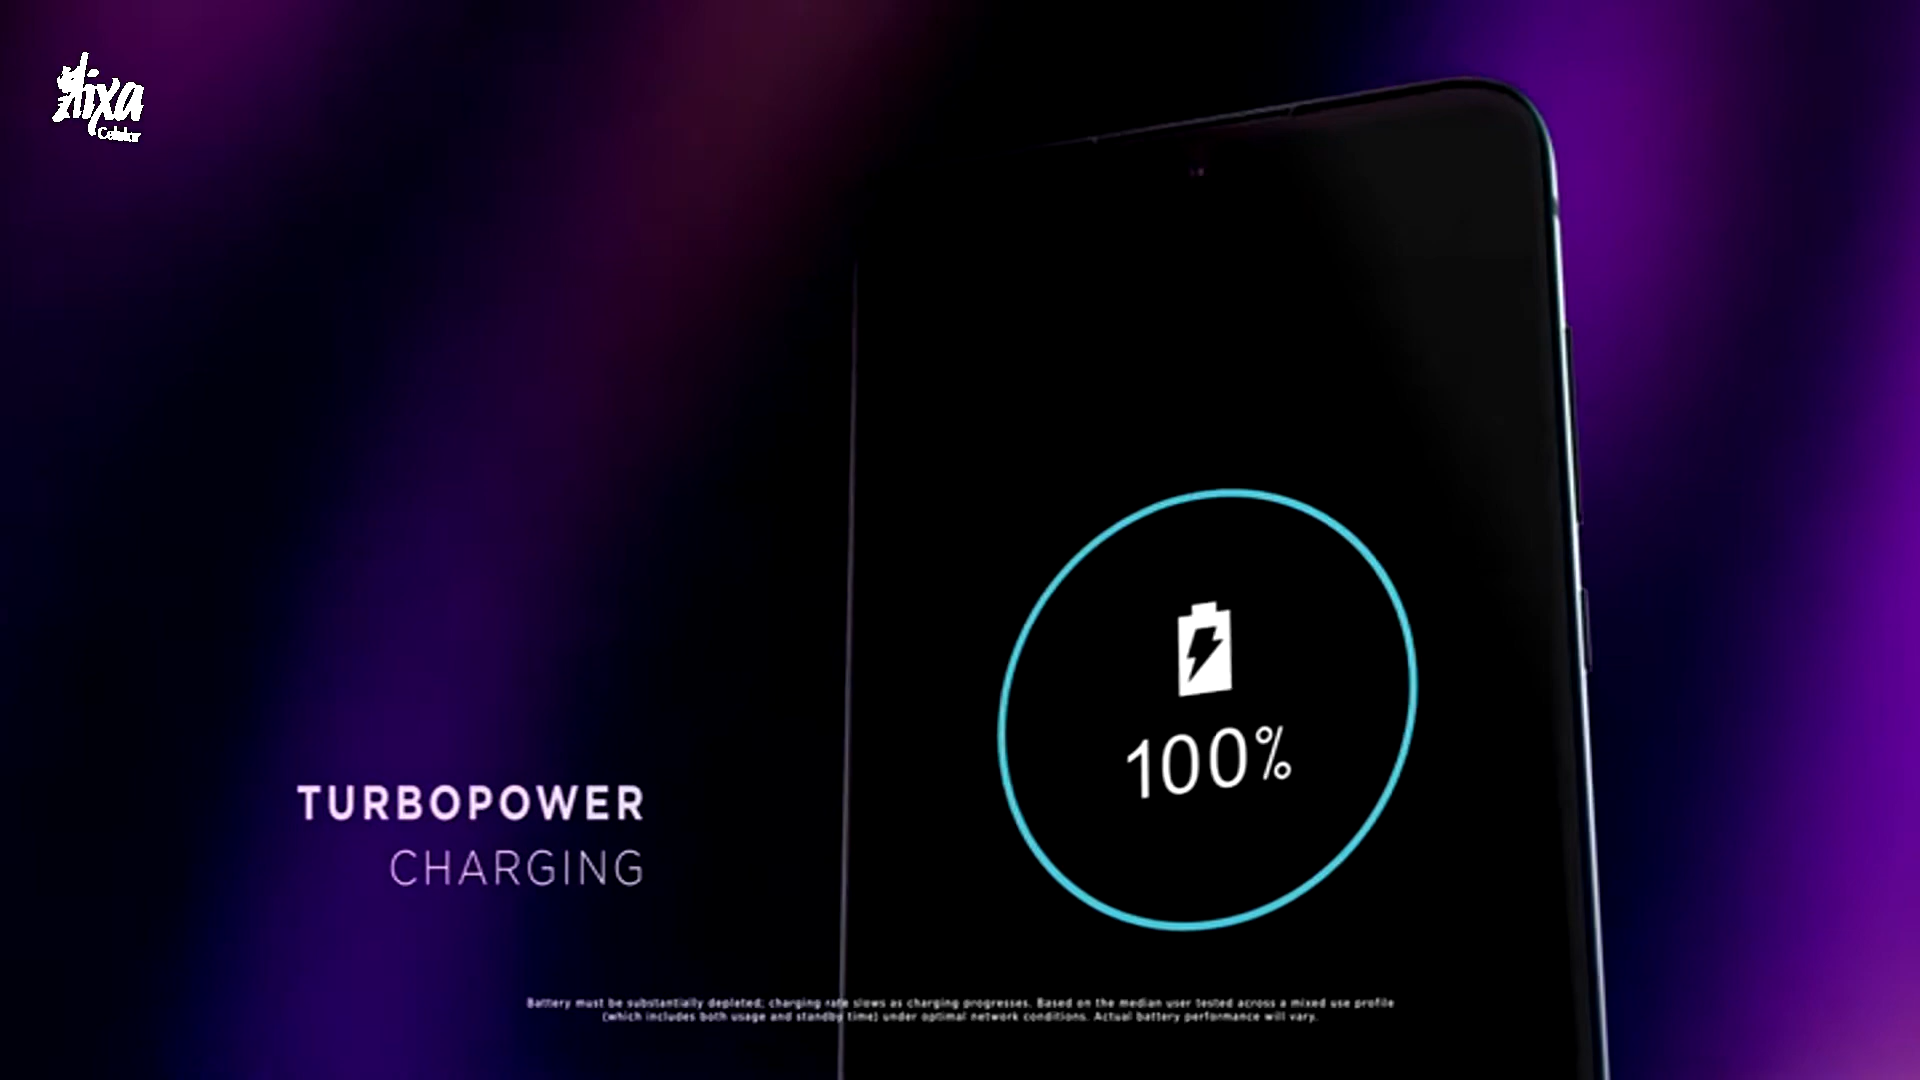 Celular
100%
TURBOPOWER
CHARGING
Battery must be substantially depleted; charging rate slows as charging progresses. Based on the median user tested across a mixed use profile
(which includes both usage and standby time) under optimal network conditions. Actual battery performance will vary.